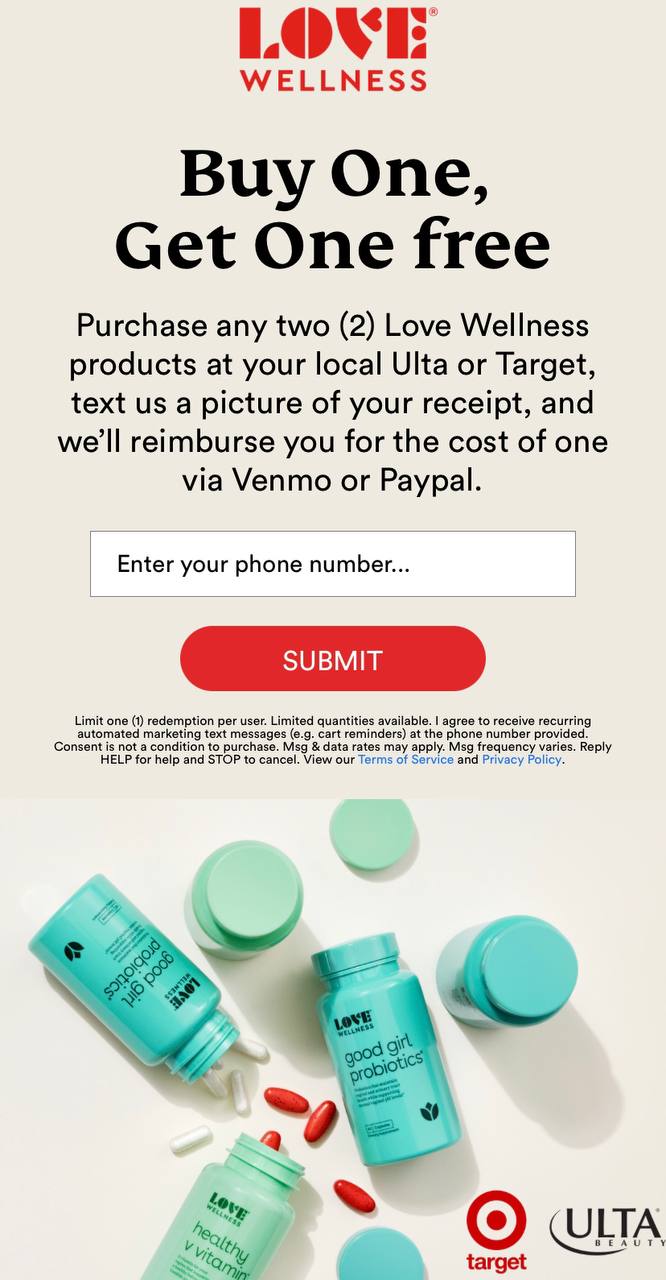 LOVE®
WELLNESS
Buy One,
Get One free
Purchase any two (2) Love Wellness
products at your local Ulta or Target,
text us a picture of your receipt, and
we’ll reimburse you for the cost of one
via Venmo or Paypal.
Enter your phone number...
SUBMIT
Limit one (1) redemption per user. Limited quantities available. I agree to receive recurring
automated marketing text messages (e.g. cart reminders) at the phone number provided.
Consent is not a condition to purchase. Msg & data rates may apply. Msg frequency varies. Reply
HELP for help and STOP to cancel. View our Terms of Service and Privacy Policy.
LOVE
WELLNESS
good girl
probiotics
LOVE
WELLNESS
good girl
probiotics
LOVE
WELLNESS
healthy
v vitamin
target
ULTA
BEAUTY